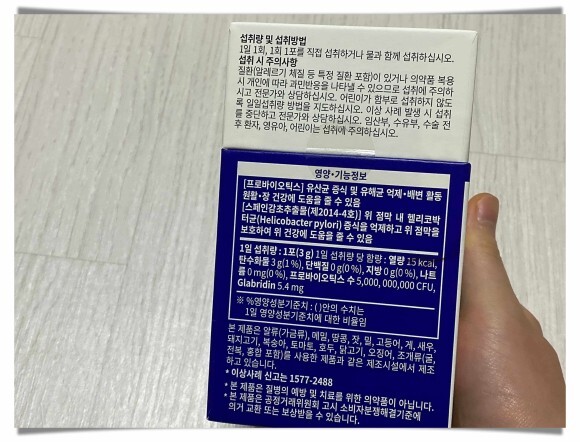 섭취량 및 섭취방법
1일 1회, 1회 1포를 직접 섭취하거나 물과 함께 섭취하십시오.
섭취 시 주의사항
질환(알레르기 체질 등 특정 질환 포함)이 있거나 의약품 복용
시 개인에 따라 과민반응을 나타낼 수 있으므로 섭취에 주의하
시고 전문가와 상담하십시오. 어린이가 함부로 섭취하지 않도
록 일일섭취량 방법을 지도하십시오. 이상 사례 발생 시 섭취
를 중단하고 전문가와 상담하십시오. 임산부, 수유부, 수술 전
후 환자, 영유아, 어린이는 섭취에 주의하십시오.
영양·기능정보
[프로바이오틱스] 유산균 증식 및 유해균 억제·배변 활동
원활·장 건강에 도움을 줄 수 있음
[스페인감초추출물(제2014-4호)] 위 점막 내 헬리코박
터균(Helicobacter pylori) 증식을 억제하고 위 점막을
보호하여 위 건강에 도움을 줄 수 있음
1일 섭취량 : 1포(3 g) 1일 섭취량 당 함량 : 열량 15 kcal,
탄수화물 3 g(1%), 단백질 0 g(0%), 지방 0 g(0%), 나트
륨 0 mg(0%), 프로바이오틱스 수 5,000,000,000 CFU,
Glabridin 5.4 mg
※ %영양성분기준치 : ( )안의 수치는
1일 영양성분기준치에 대한 비율임
본 제품은 알류(가금류), 메밀, 땅콩, 잣, 밀, 고등어, 게, 새우,
돼지고기, 복숭아, 토마토, 호두, 닭고기, 오징어, 조개류(굴,
전복, 홍합 포함)를 사용한 제품과 같은 제조시설에서 제조
하고 있습니다.
* 이상사례 신고는 1577-2488
* 본 제품은 질병의 예방 및 치료를 위한 의약품이 아닙니다.
* 본 제품은 공정거래위원회 고시 소비자분쟁해결기준에
의거 교환 또는 보상받을 수 있습니다.